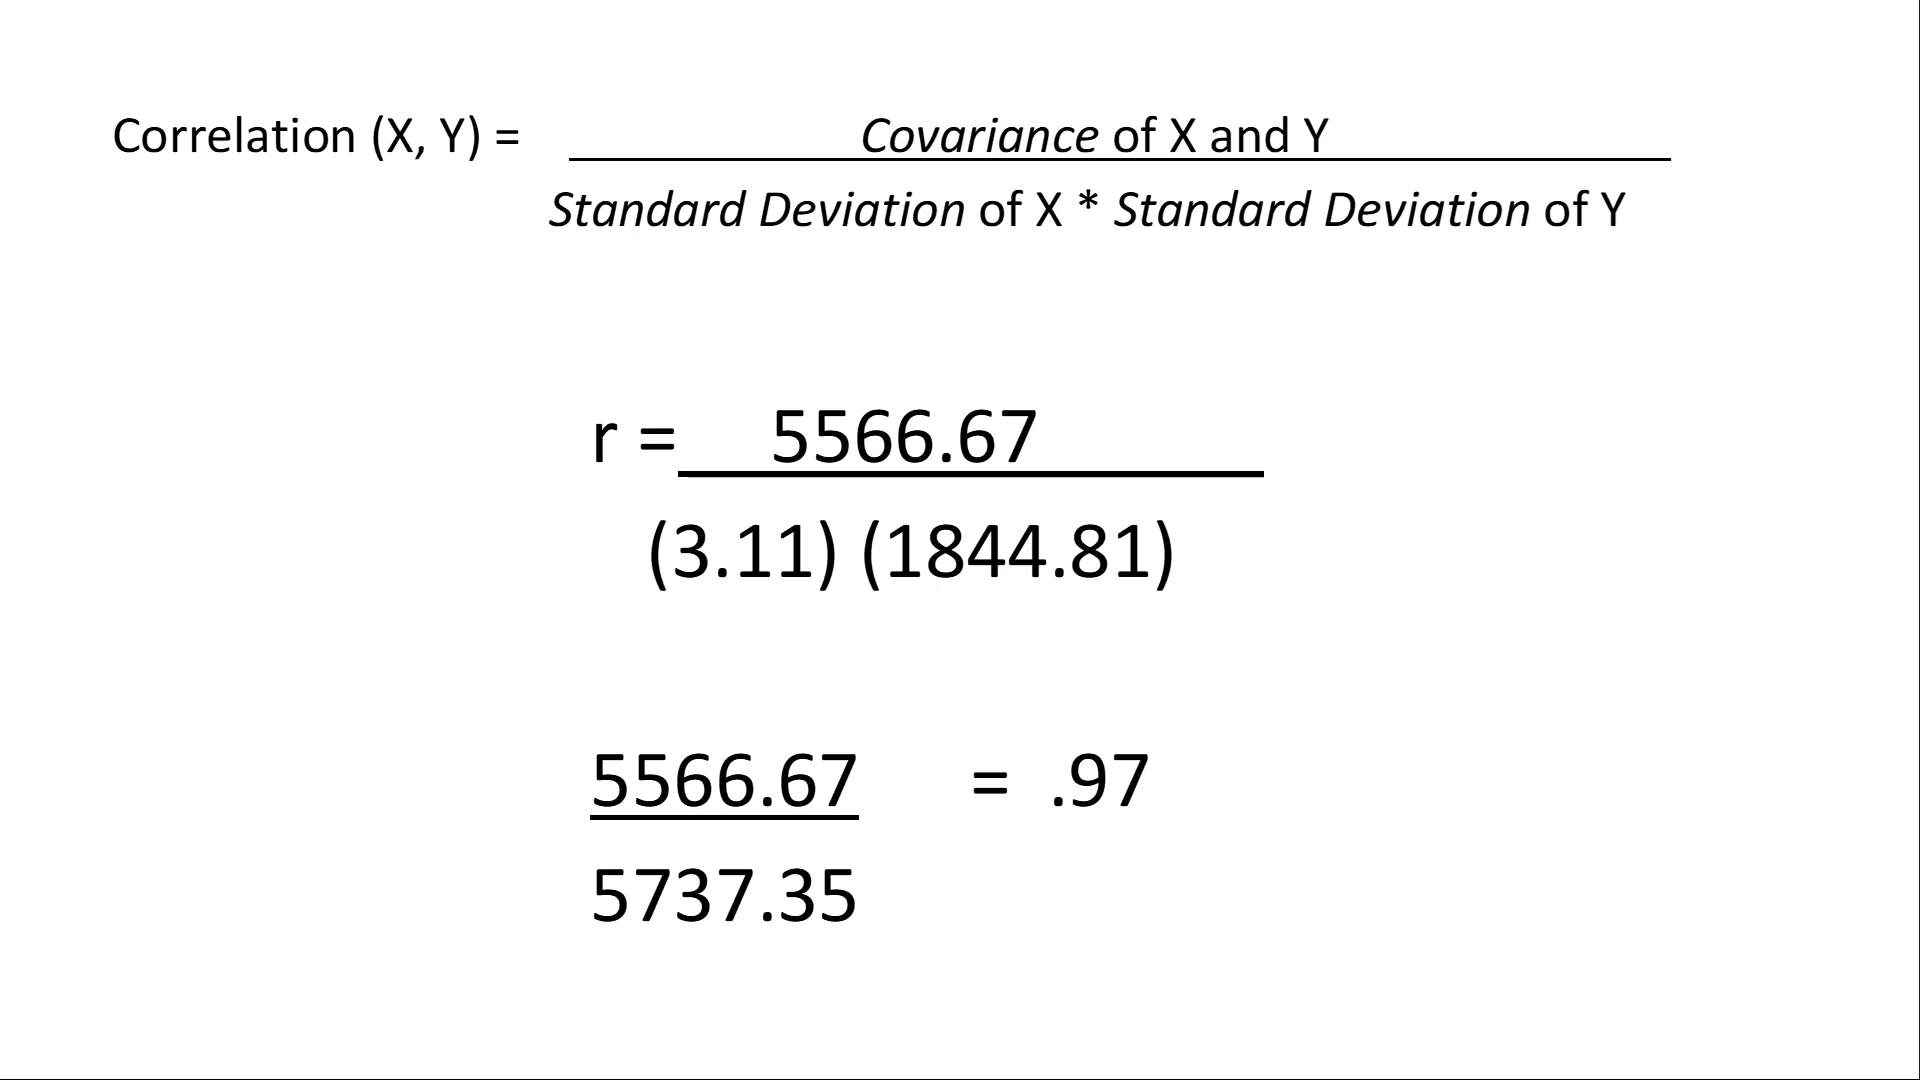 Correlation (X, Y) = Covariance of X and Y
Standard Deviation of X * Standard Deviation of Y
r = 5566.67
(3.11) (1844.81)
5566.67 = .97
5737.35